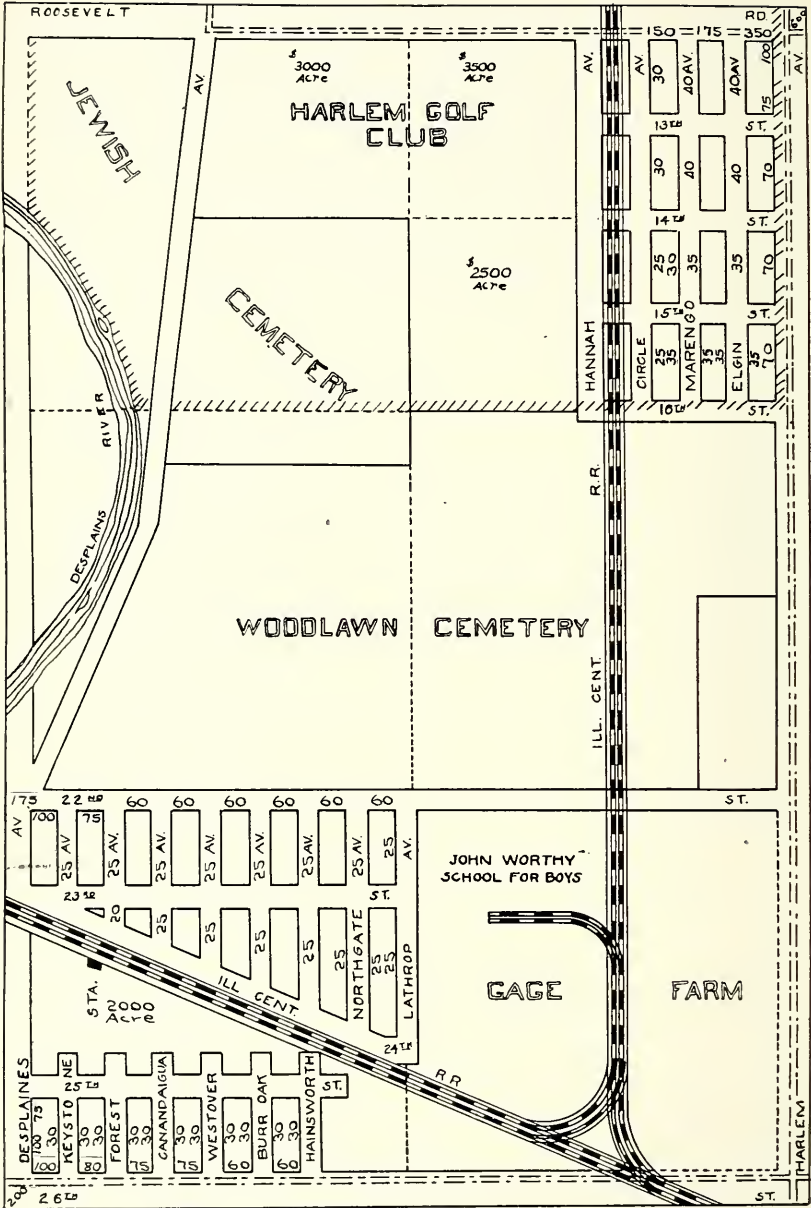 ROOSEVELT
RD.
150 175 350
$ 3000 Acre
$ 3500 Acre
HARLEM GOLF CLUB
JEWISH
CEMETERY
AV.
AV.
AV.
40 AV.
40 AV
AV.
100
75
30
13TH ST.
30
40
40
70
14TH ST.
$ 2500 Acre
25
30
35
35
70
15TH ST.
HANNAH
CIRCLE
25
35
MARENGO
35
35
ELGIN
35
70
16TH ST.
DESPLAINES
RIVER
R.R.
ILL. CENT.
WOODLAWN CEMETERY
175 22ND 60 60 60 60 60 60
ST.
AV
100
75
25 AV.
25 AV.
25 AV.
25 AV.
25 AV.
25
AV.
23RD ST.
20
25
25
25
25
25
25
NORTHGATE
LATHROP
24TH
JOHN WORTHY
SCHOOL FOR BOYS
GAGE FARM
STA.
2000
Acre
ILL CENT.
RR
25TH ST.
DESPLAINES
100 75
100 30
KEYSTONE
30 30
80
FOREST
30 30
75
CANANDAIGUA
30 30
75
WESTOVER
30 30
60
BURR OAK
30 30
60
HAINSWORTH
HARLEM
200
26TH ST.